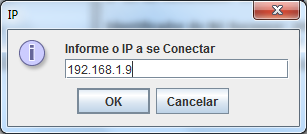 IP
Informe o IP a se Conectar
192.168.1.9
OK
Cancelar